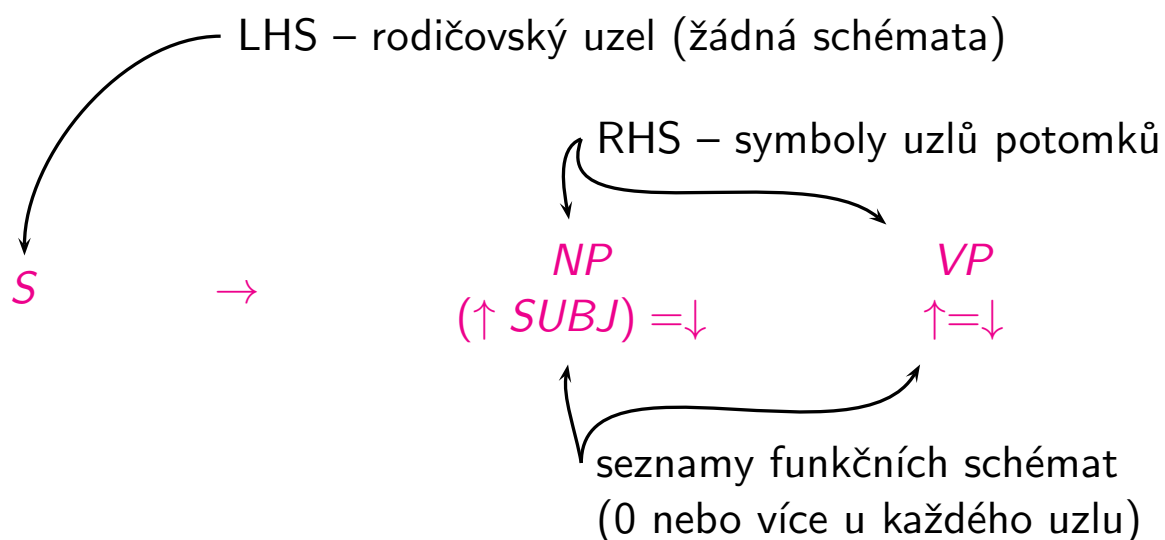 LHS – rodičovský uzel (žádná schémata)
RHS – symboly uzlů potomků
NP VP
S →
(↑ SUBJ) =↓ ↑=↓
seznamy funkčních schémat
(0 nebo více u každého uzlu)